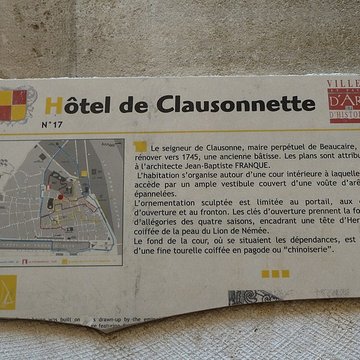 Hôtel de Clausonnette
N°17
VILLE
D'AR
D'HISTOI
Le seigneur de Clausonne, maire perpétuel de Beaucaire,
rénover vers 1745, une ancienne bâtisse. Les plans sont attrib
à l'architecte Jean-Baptiste FRANQUE.
L'habitation s'organise autour d'une cour intérieure à laquelle
accède par un ample vestibule couvert d'une voûte d'arê
épannelées.
L'ornementation sculptée est limitée au portail, aux
d'ouverture et au fronton. Les clés d'ouverture prennent la fo
d'allégories des quatre saisons, encadrant une tête d'Her
coiffée de la peau du Lion de Némée.
Le fond de la cour, où se situaient les dépendances, est
d'une fine tourelle coiffée en pagode ou "chinoiserie".